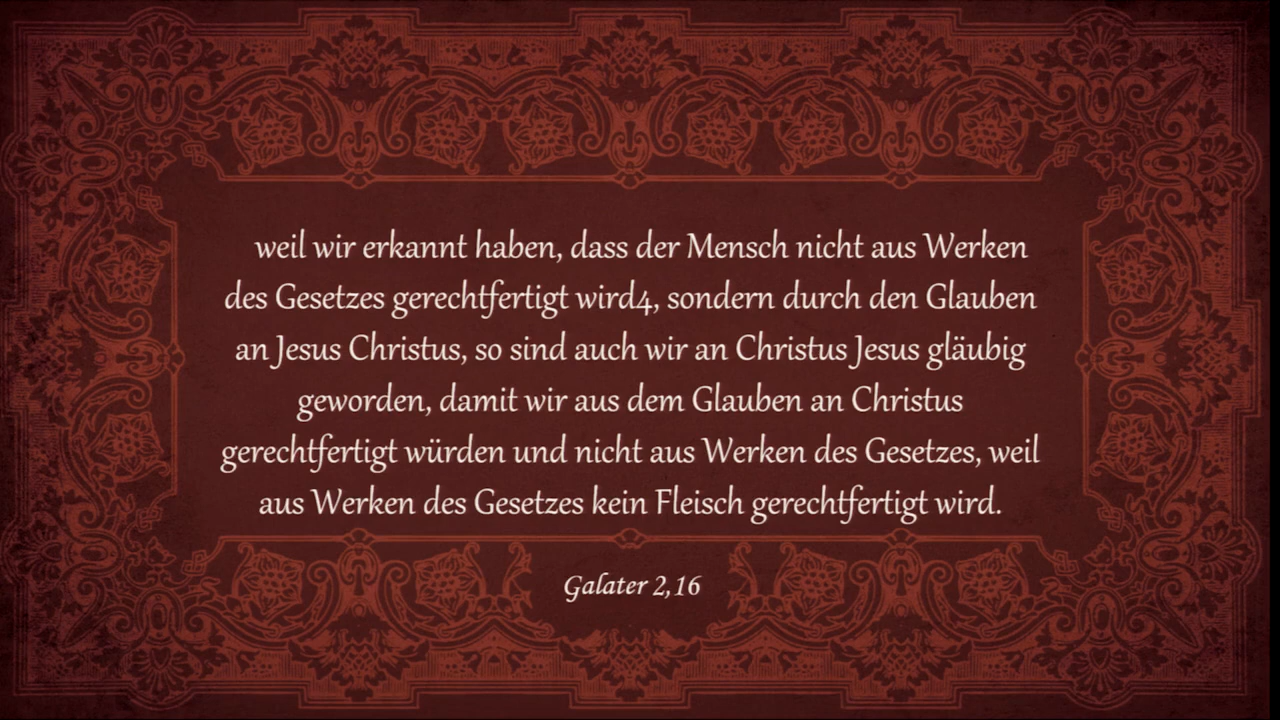 weil wir erkannt haben, dass der Mensch nicht aus Werken
des Gesetzes gerechtfertigt wird4, sondern durch den Glauben
an Jesus Christus, so sind auch wir an Christus Jesus gläubig
geworden, damit wir aus dem Glauben an Christus
gerechtfertigt würden und nicht aus Werken des Gesetzes, weil
aus Werken des Gesetzes kein Fleisch gerechtfertigt wird.
Galater 2,16